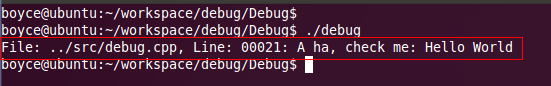 boyce@ubuntu:~/workspace/debug/Debug$
boyce@ubuntu:~/workspace/debug/Debug$ ./debug
File: ../src/debug.cpp, Line: 00021: A ha, check me: Hello World
boyce@ubuntu:~/workspace/debug/Debug$